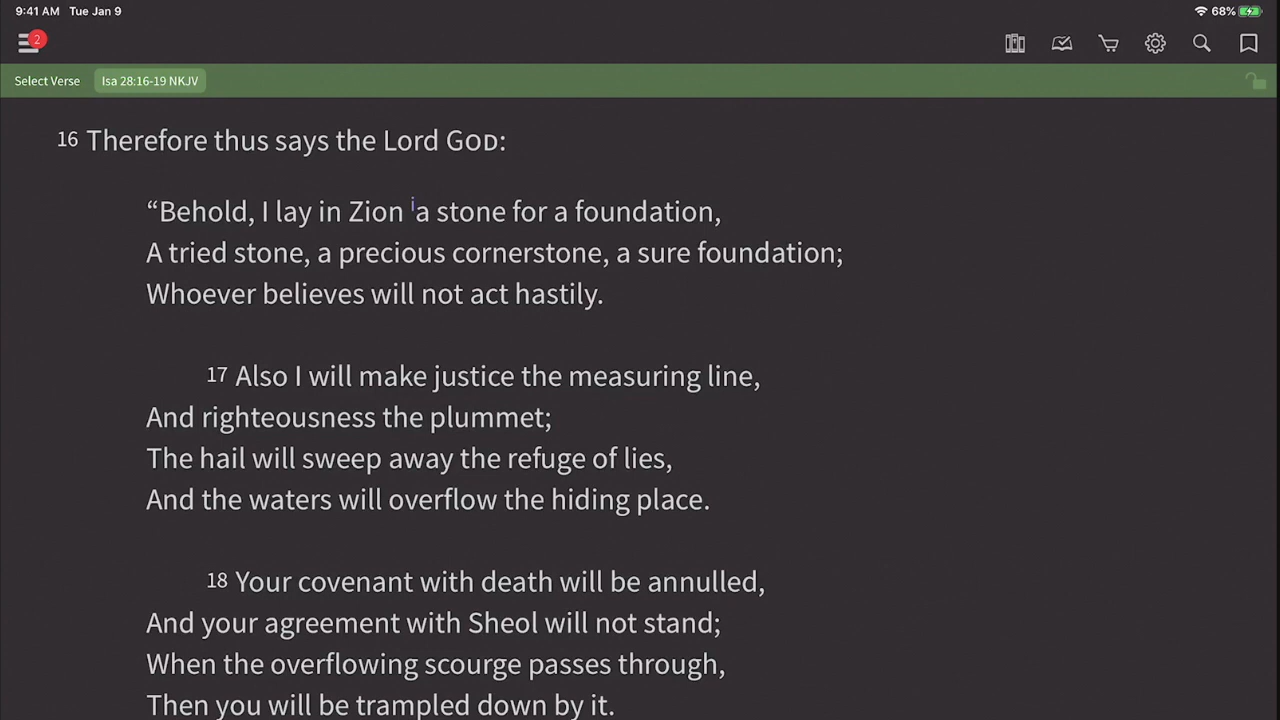 9:41 AM Tue Jan 9 68%
2
Select Verse Isa 28:16-19 NKJV
16 Therefore thus says the Lord GOD:
“Behold, I lay in Zion i a stone for a foundation,
A tried stone, a precious cornerstone, a sure foundation;
Whoever believes will not act hastily.
17 Also I will make justice the measuring line,
And righteousness the plummet;
The hail will sweep away the refuge of lies,
And the waters will overflow the hiding place.
18 Your covenant with death will be annulled,
And your agreement with Sheol will not stand;
When the overflowing scourge passes through,
Then you will be trampled down by it.